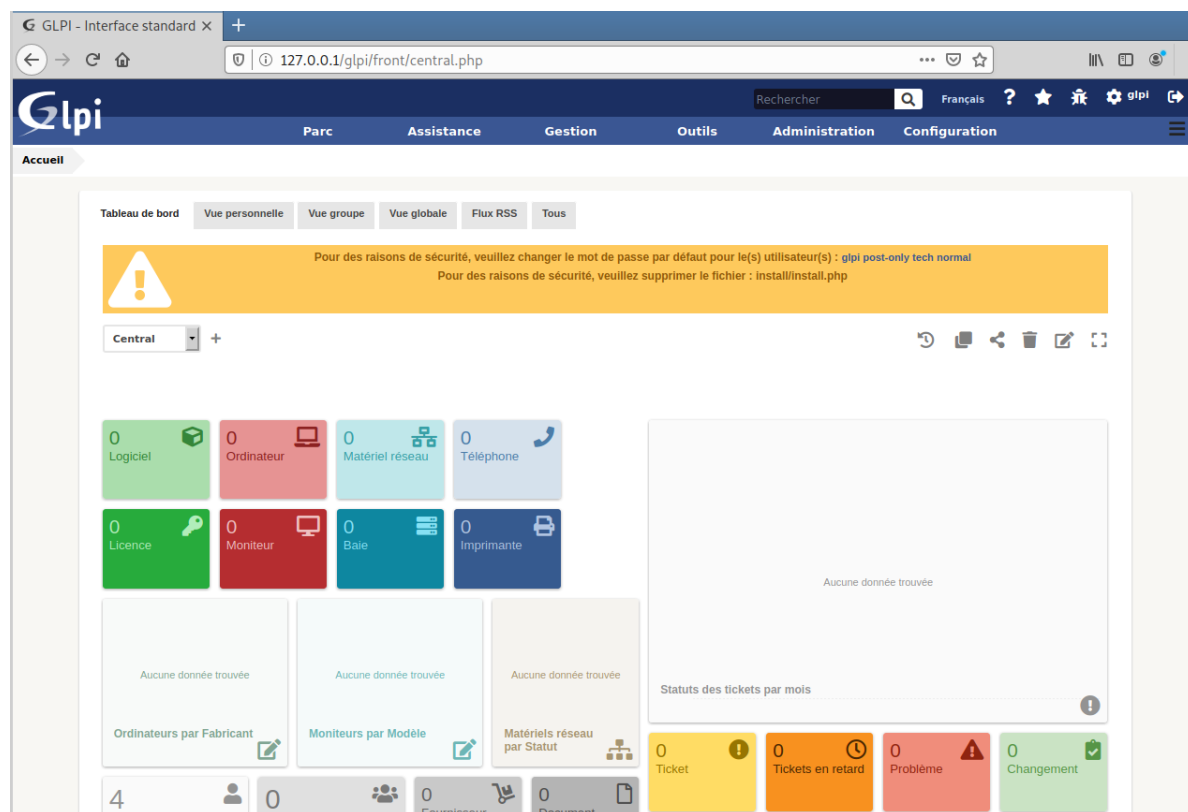 GLPI - Interface standard
127.0.0.1/glpi/front/central.php
Glpi
Rechercher
Français
glpi
Parc Assistance Gestion Outils Administration Configuration
Accueil
Tableau de bord Vue personnelle Vue groupe Vue globale Flux RSS Tous
Pour des raisons de sécurité, veuillez changer le mot de passe par défaut pour le(s) utilisateur(s) : glpi post-only tech normal
Pour des raisons de sécurité, veuillez supprimer le fichier : install/install.php
Central
0
Logiciel
0
Ordinateur
0
Matériel réseau
0
Téléphone
0
Licence
0
Moniteur
0
Baie
0
Imprimante
Aucune donnée trouvée
Statuts des tickets par mois
Aucune donnée trouvée
Ordinateurs par Fabricant
Aucune donnée trouvée
Moniteurs par Modèle
Aucune donnée trouvée
Matériels réseau
par Statut
0
Ticket
0
Tickets en retard
0
Problème
0
Changement
4
0
0
Fournisseur
0
Document